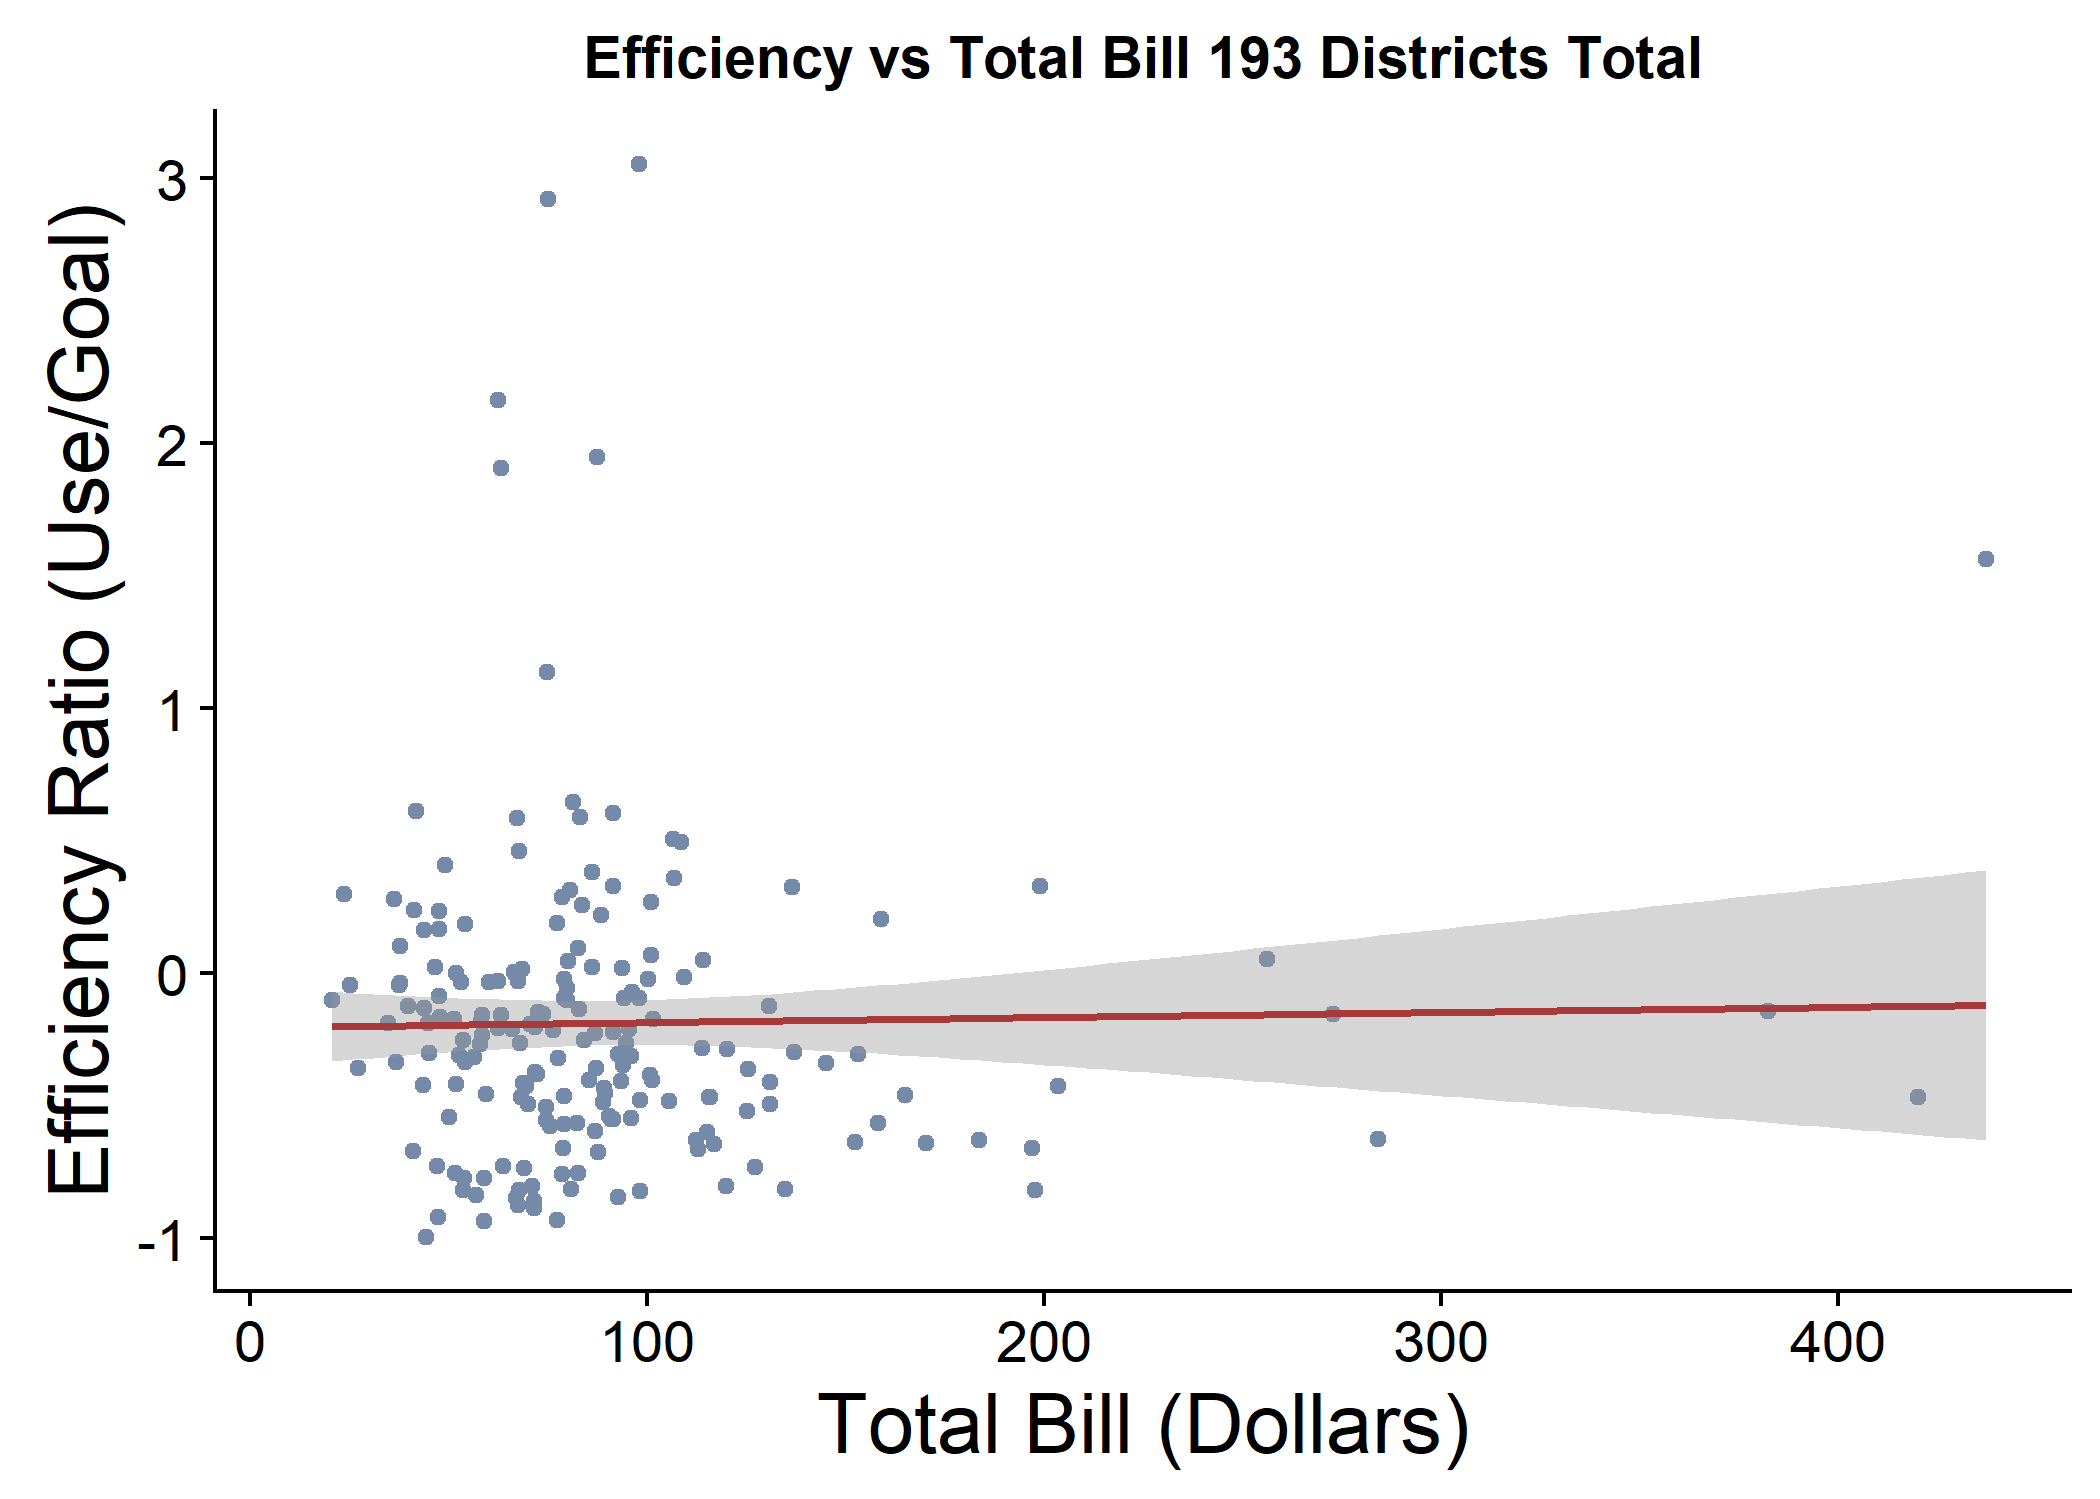 Efficiency vs Total Bill 193 Districts Total
Efficiency Ratio (Use/Goal)
3
2
1
0
-1
0 100 200 300 400
Total Bill (Dollars)